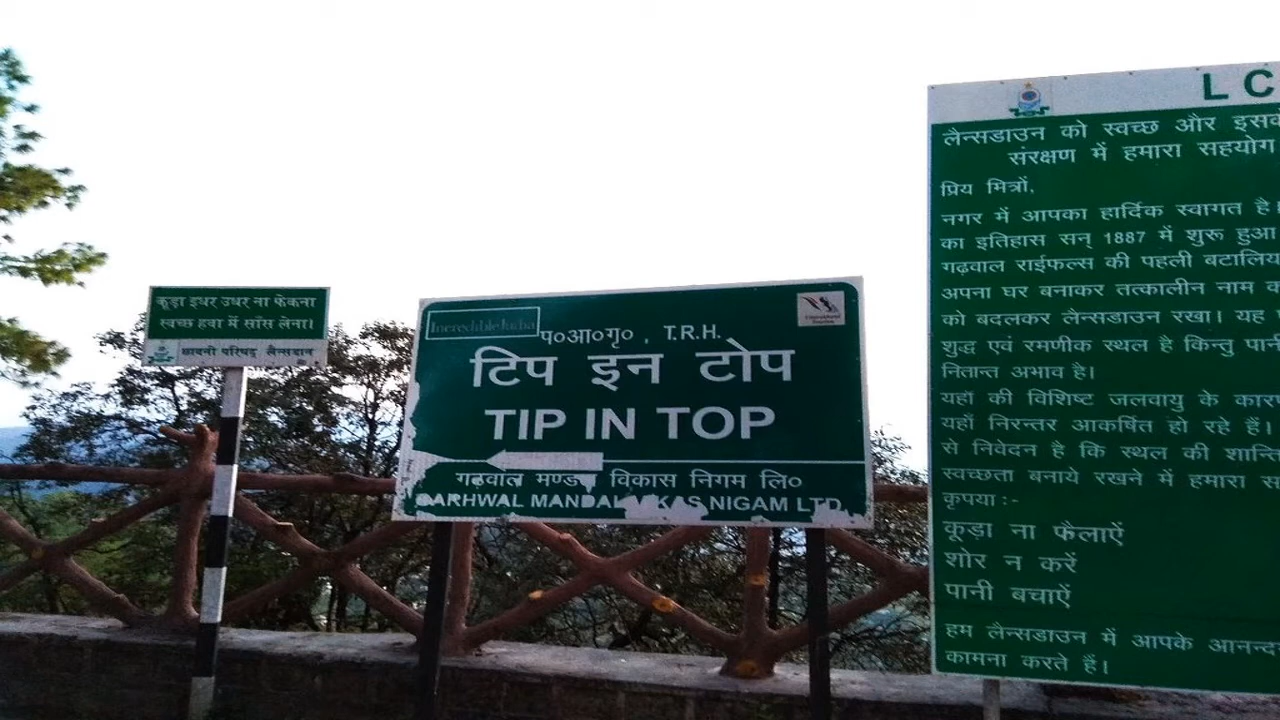 कूड़ा इधर उधर ना फेंकना
स्वच्छ हवा में साँस लेना।
छावनी परिषद् लैन्सडान
IncredibleIndia
प०आ०गृ० , T.R.H.
टिप इन टोप
TIP IN TOP
गढ़वाल मण्डल विकास निगम लि०
GARHWAL MANDAL VIKAS NIGAM LTD.
L C
लैन्सडाउन को स्वच्छ और इसके
संरक्षण में हमारा सहयोग
प्रिय मित्रों,
नगर में आपका हार्दिक स्वागत है।
का इतिहास सन् 1887 में शुरू हुआ
गढ़वाल राईफल्स की पहली बटालिय
अपना घर बनाकर तत्कालीन नाम क
को बदलकर लैन्सडाउन रखा। यह
शुद्ध एवं रमणीक स्थल है किन्तु पानी
नितान्त अभाव है।
यहाँ की विशिष्ट जलवायु के कार
यहाँ निरन्तर आकर्षित हो रहे हैं।
से निवेदन है कि स्थल की शान्ति
स्वच्छता बनाये रखने में हमारा स
कृपया :-
कूड़ा ना फैलाऐं
शोर न करें
पानी बचाऐं
हम लैन्सडाउन में आपके आनन्द
कामना करते हैं।